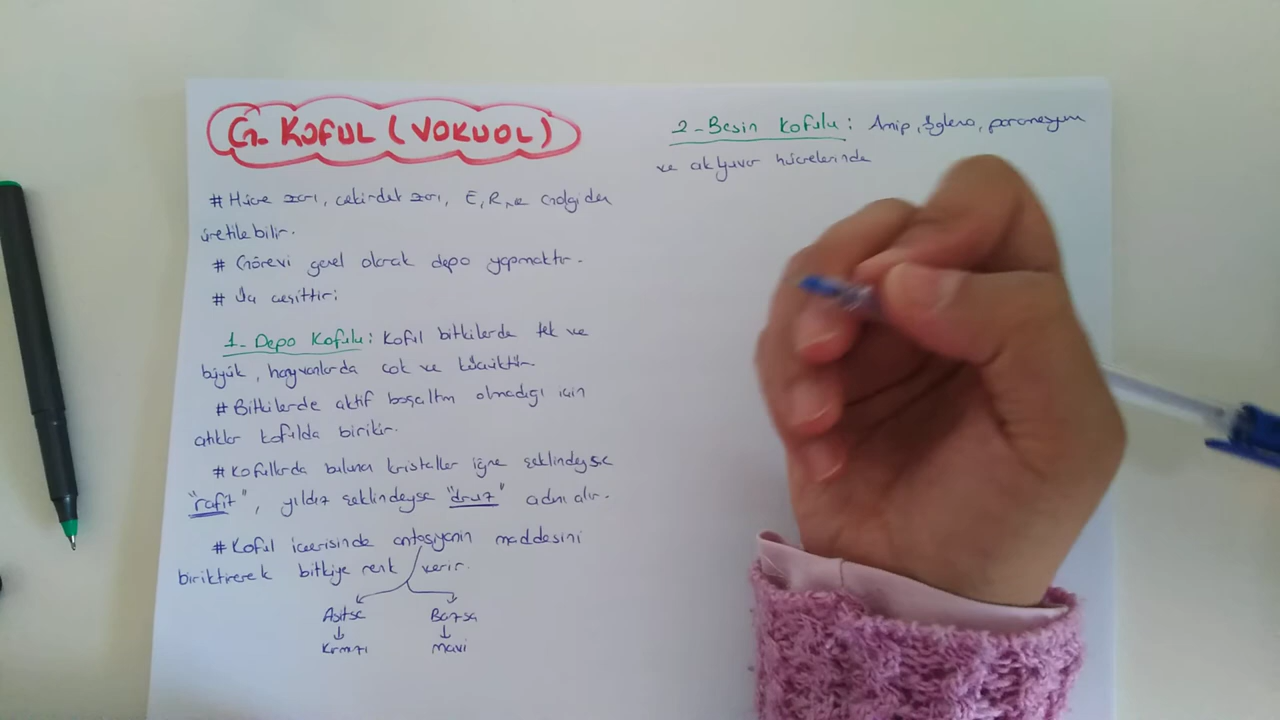 G. KOFUL (VOKUOL)
# Hücre zarı, çekirdek zarı, E.R ve Golgiden
üretilebilir.
# Görevi genel olarak depo yapmaktır.
# Üç çeşittir;
1- Depo Kofulu: Koful bitkilerde tek ve
büyük, hayvanlarda çok ve küçüktür.
# Bitkilerde aktif boşaltım olmadığı için
atıklar kofulda birikir.
# Kofullarda bulunan kristaller iğne şeklindeyse
"rafit", yıldız şeklindeyse "druz" adını alır.
# Koful içerisinde antosiyanin maddesini
biriktirerek bitkiye renk verir.
Asitse Bazsa
↓ ↓
Kırmızı Mavi
2- Besin Kofulu: Amip, öglena, paramesyum
ve akyuvar hücrelerinde